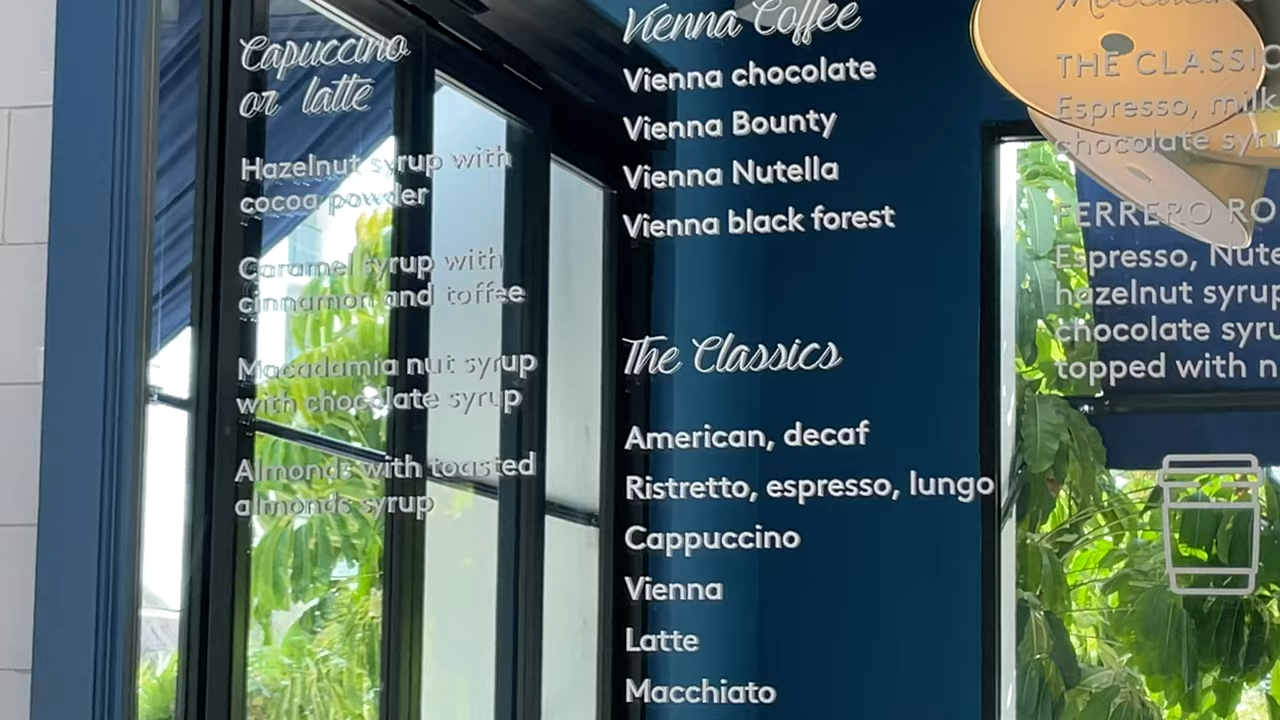 Capuccino
or latte
Hazelnut syrup with
cocoa powder
Caramel syrup with
cinnamon and toffee
Macadamia nut syrup
with chocolate syrup
Almonds with toasted
almonds syrup
Vienna Coffee
Vienna chocolate
Vienna Bounty
Vienna Nutella
Vienna black forest
The Classics
American, decaf
Ristretto, espresso, lungo
Cappuccino
Vienna
Latte
Macchiato
THE CLASSIC
Espresso, milk
chocolate syru
FERRERO RO
Espresso, Nute
hazelnut syrup
chocolate syru
topped with n